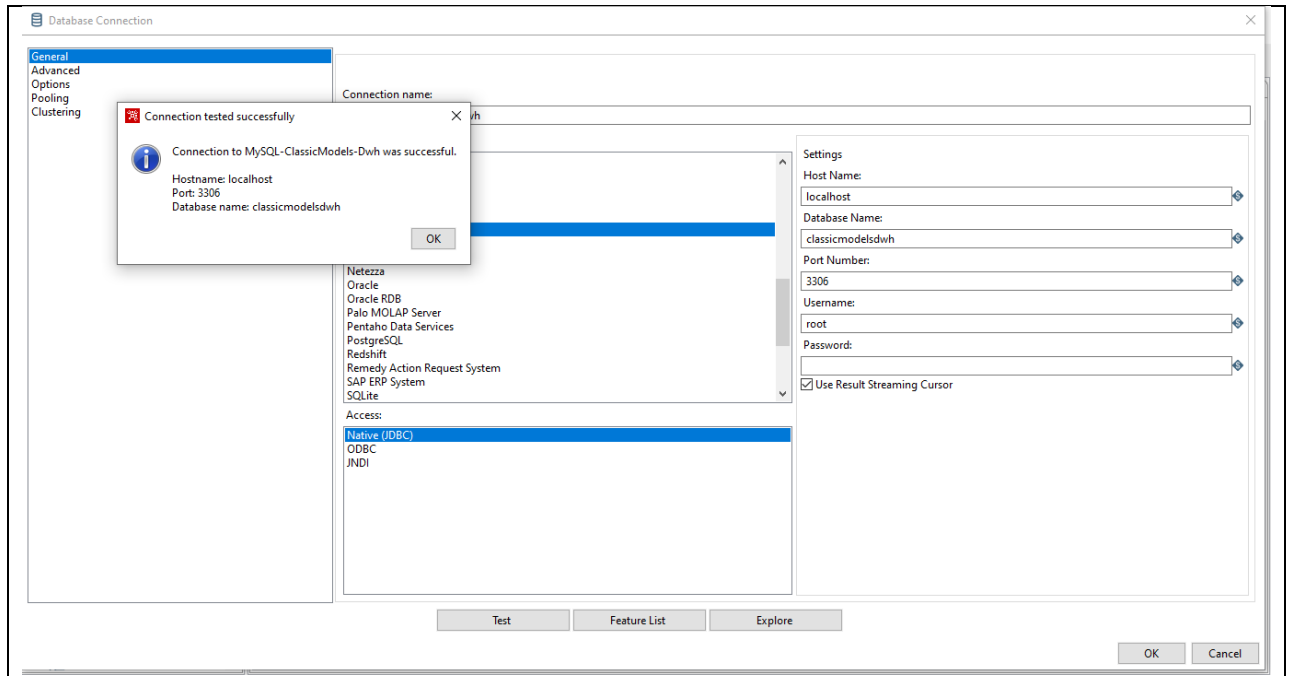 Database Connection
General
Advanced
Options
Pooling
Clustering
Connection name:
Connection tested successfully
Connection to MySQL-ClassicModels-Dwh was successful.
Hostname: localhost
Port: 3306
Database name: classicmodelsdwh
OK
Netezza
Oracle
Oracle RDB
Palo MOLAP Server
Pentaho Data Services
PostgreSQL
Redshift
Remedy Action Request System
SAP ERP System
SQLite
Access:
Native (JDBC)
ODBC
JNDI
Settings
Host Name:
localhost
Database Name:
classicmodelsdwh
Port Number:
3306
Username:
root
Password:
Use Result Streaming Cursor
Test
Feature List
Explore
OK
Cancel